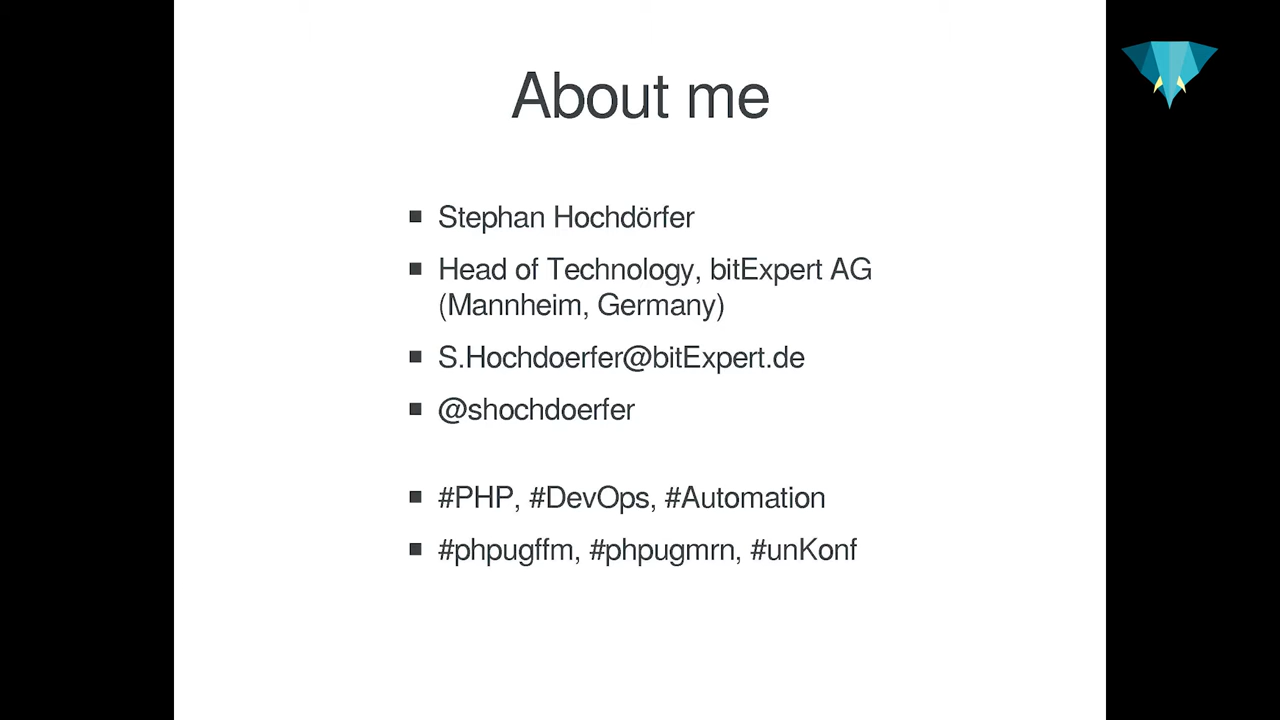 About me
Stephan Hochdörfer
Head of Technology, bitExpert AG
(Mannheim, Germany)
S.Hochdoerfer@bitExpert.de
@shochdoerfer
#PHP, #DevOps, #Automation
#phpugffm, #phpugmrn, #unKonf